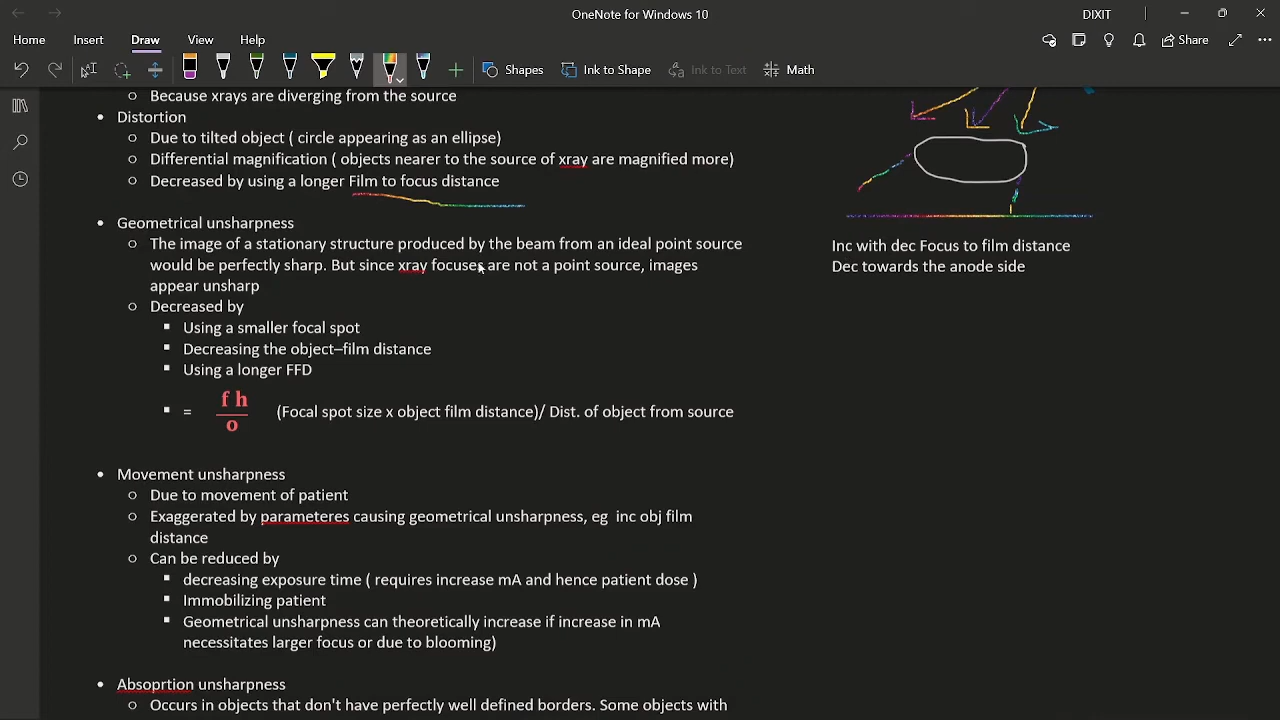 OneNote for Windows 10
DIXIT
Home Insert Draw View Help
Shapes Ink to Shape Ink to Text Math Share
Because xrays are diverging from the source
Distortion
Due to tilted object ( circle appearing as an ellipse)
Differential magnification ( objects nearer to the source of xray are magnified more)
Decreased by using a longer Film to focus distance
Geometrical unsharpness
The image of a stationary structure produced by the beam from an ideal point source
would be perfectly sharp. But since xray focuses are not a point source, images
appear unsharp
Decreased by
Using a smaller focal spot
Decreasing the object–film distance
Using a longer FFD
= f h
o
(Focal spot size x object film distance)/ Dist. of object from source
Movement unsharpness
Due to movement of patient
Exaggerated by parameteres causing geometrical unsharpness, eg inc obj film
distance
Can be reduced by
decreasing exposure time ( requires increase mA and hence patient dose )
Immobilizing patient
Geometrical unsharpness can theoretically increase if increase in mA
necessitates larger focus or due to blooming)
Absoprtion unsharpness
Occurs in objects that don't have perfectly well defined borders. Some objects with
Inc with dec Focus to film distance
Dec towards the anode side